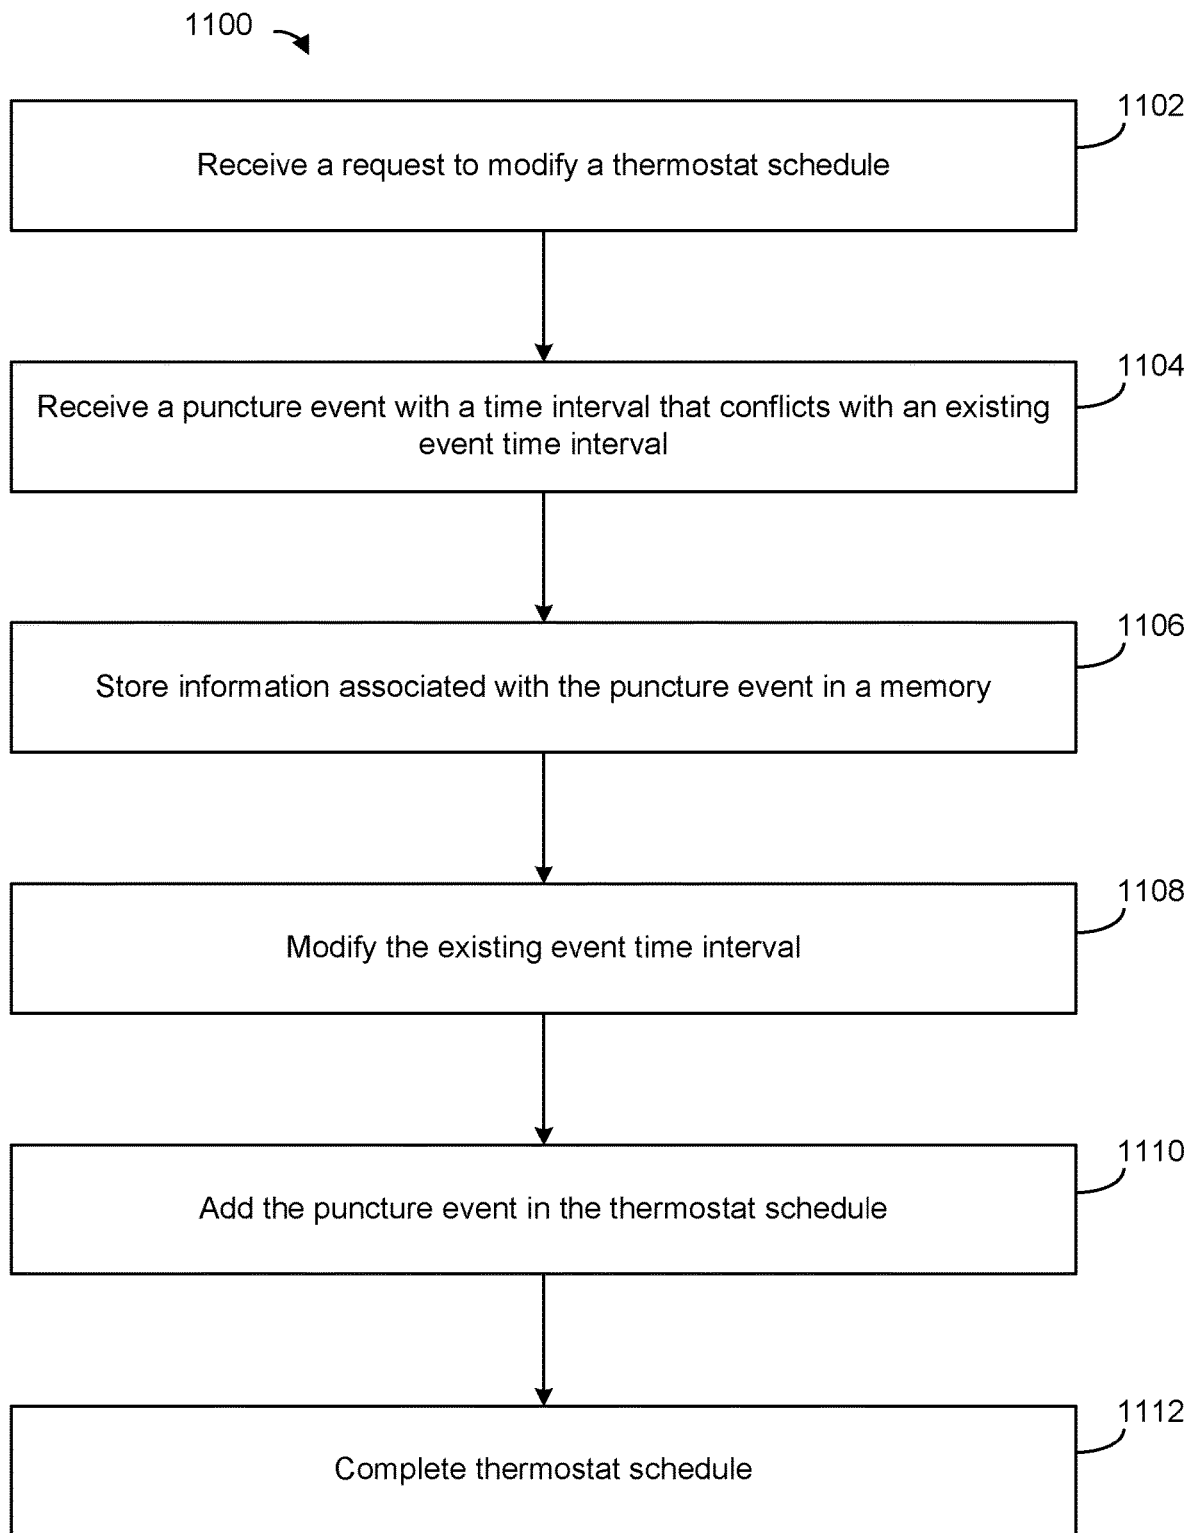 1100
1102
Receive a request to modify a thermostat schedule
1104
Receive a puncture event with a time interval that conflicts with an existing
event time interval
1106
Store information associated with the puncture event in a memory
1108
Modify the existing event time interval
1110
Add the puncture event in the thermostat schedule
1112
Complete thermostat schedule